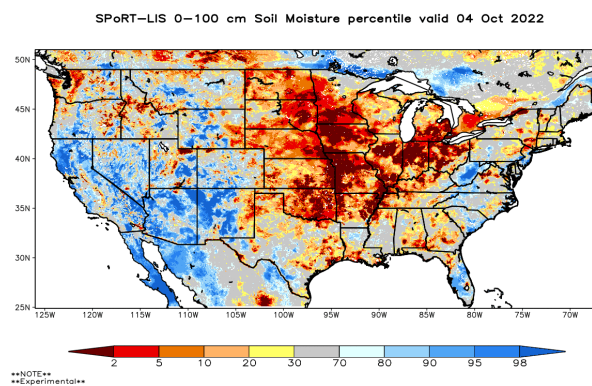 SPoRT-LIS 0-100 cm Soil Moisture percentile valid 04 Oct 2022
50N
45N
40N
35N
30N
25N
125W 120W 115W 110W 105W 100W 95W 90W 85W 80W 75W 70W
2 5 10 20 30 70 80 90 95 98
**NOTE**
**Experimental**